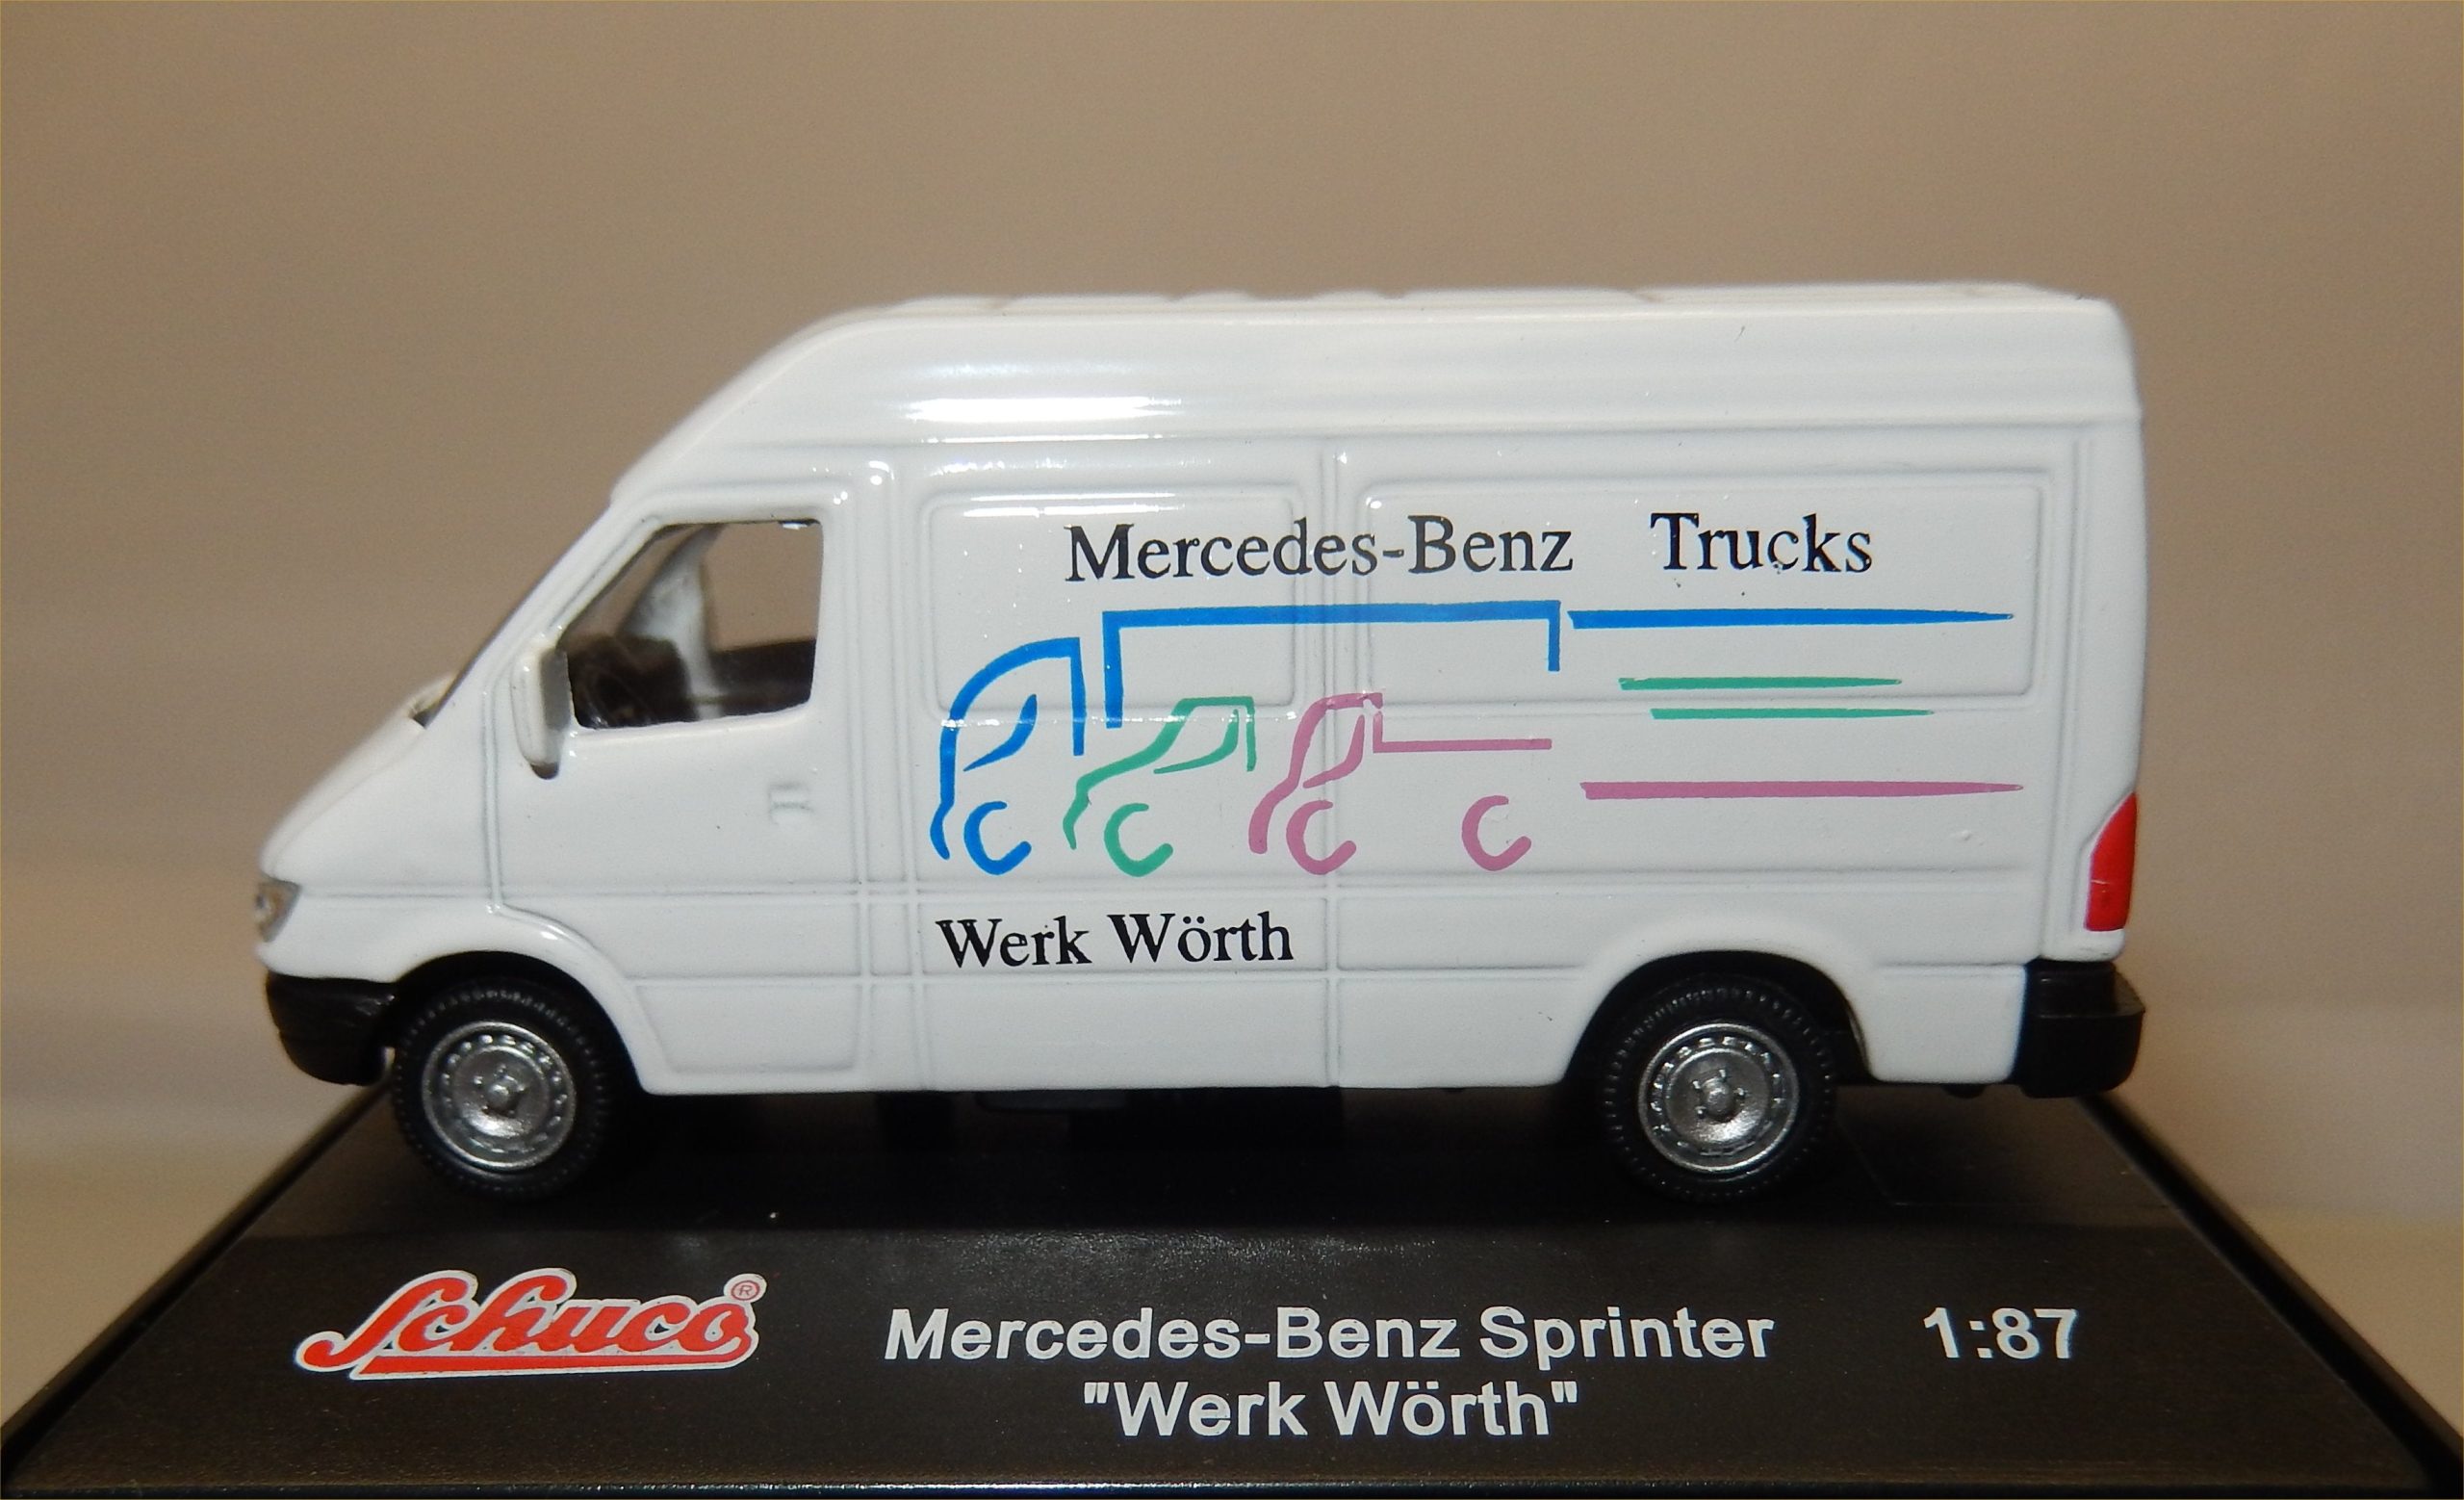 Mercedes-Benz Trucks
Werk Wörth
Schuco®
Mercedes-Benz Sprinter 1:87
"Werk Wörth"